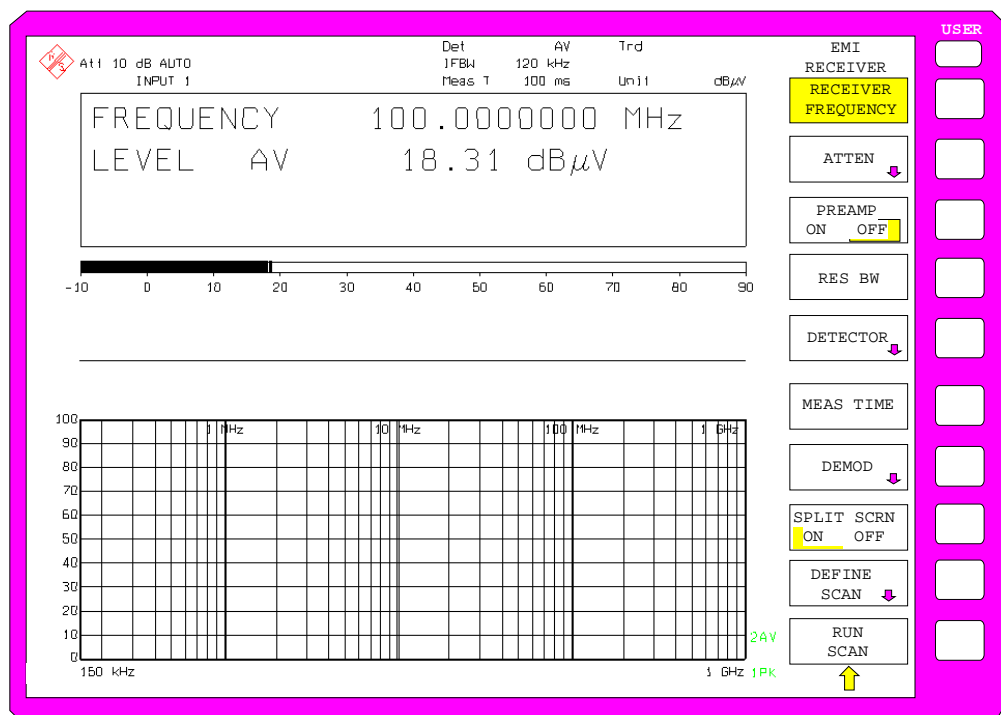 USER
Det AV Trd
Att 10 dB AUTO IFBW 120 kHz
INPUT 1 Meas T 100 ms Unit dBμV
FREQUENCY 100.0000000 MHz
LEVEL AV 18.31 dBμV
-10 0 10 20 30 40 50 60 70 80 90
1 MHz 10 MHz 100 MHz 1 GHz
100
90
80
70
60
50
40
30
20
10
0
2AV
1PK
150 kHz 1 GHz
EMI
RECEIVER
RECEIVER
FREQUENCY
ATTEN
PREAMP
ON OFF
RES BW
DETECTOR
MEAS TIME
DEMOD
SPLIT SCRN
ON OFF
DEFINE
SCAN
RUN
SCAN